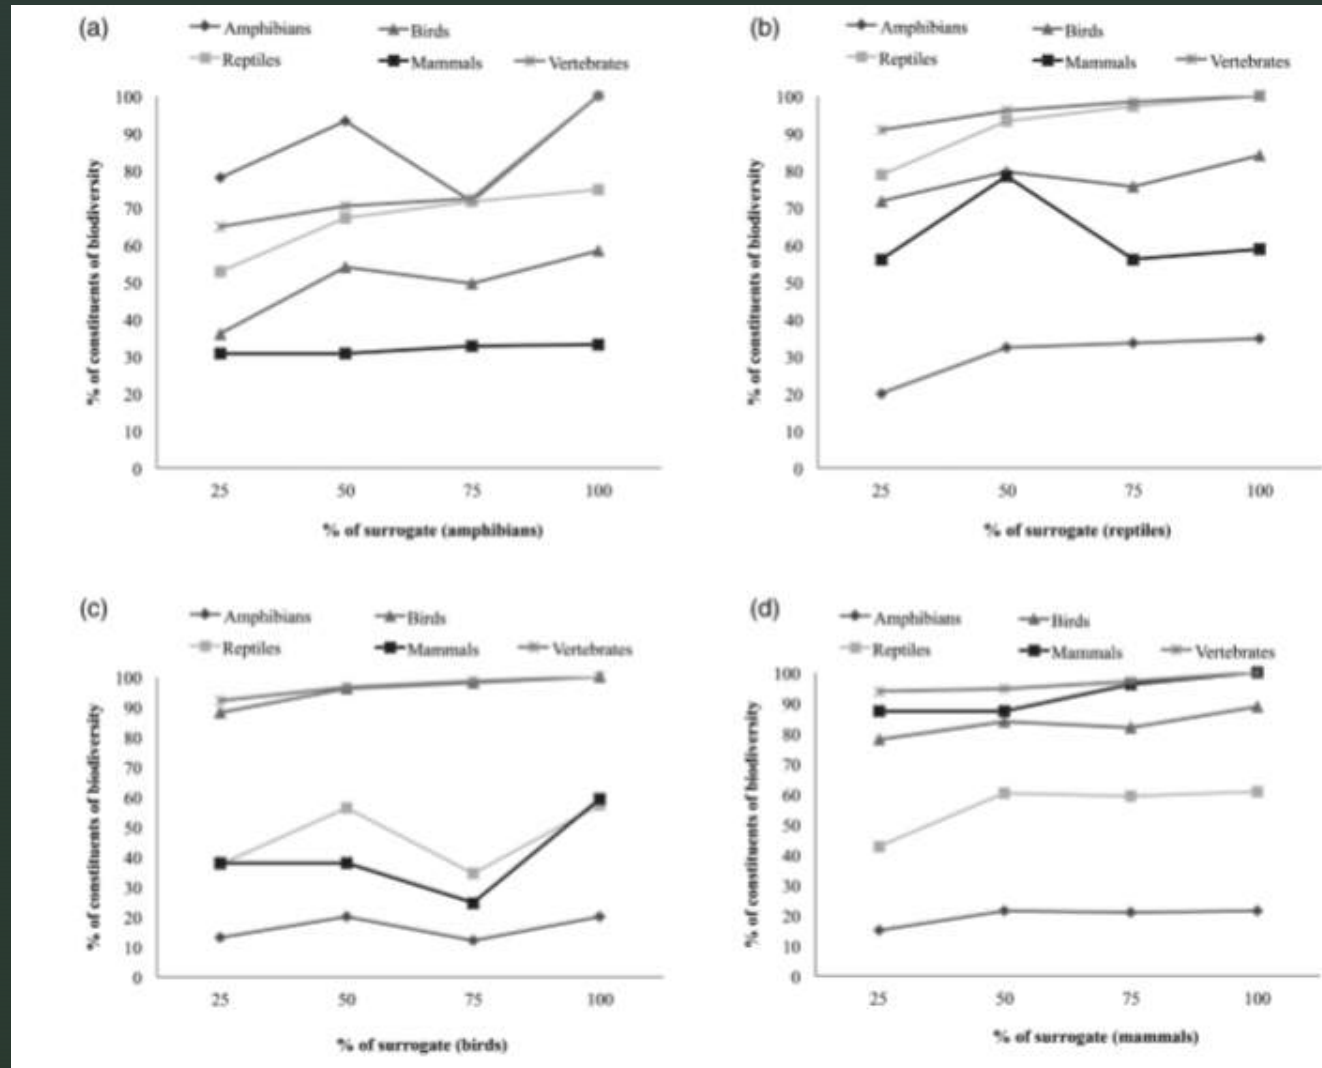 (a)
Amphibians Birds
Reptiles Mammals Vertebrates
100
90
80
70
60
50
40
30
20
10
0
% of constituents of biodiversity
25 50 75 100
% of surrogate (amphibians)
(b)
Amphibians Birds
Reptiles Mammals Vertebrates
100
90
80
70
60
50
40
30
20
10
0
% of constituents of biodiversity
25 50 75 100
% of surrogate (reptiles)
(c)
Amphibians Birds
Reptiles Mammals Vertebrates
100
90
80
70
60
50
40
30
20
10
0
% of constituents of biodiversity
25 50 75 100
% of surrogate (birds)
(d)
Amphibians Birds
Reptiles Mammals Vertebrates
100
90
80
70
60
50
40
30
20
10
0
% of constituents of biodiversity
25 50 75 100
% of surrogate (mammals)